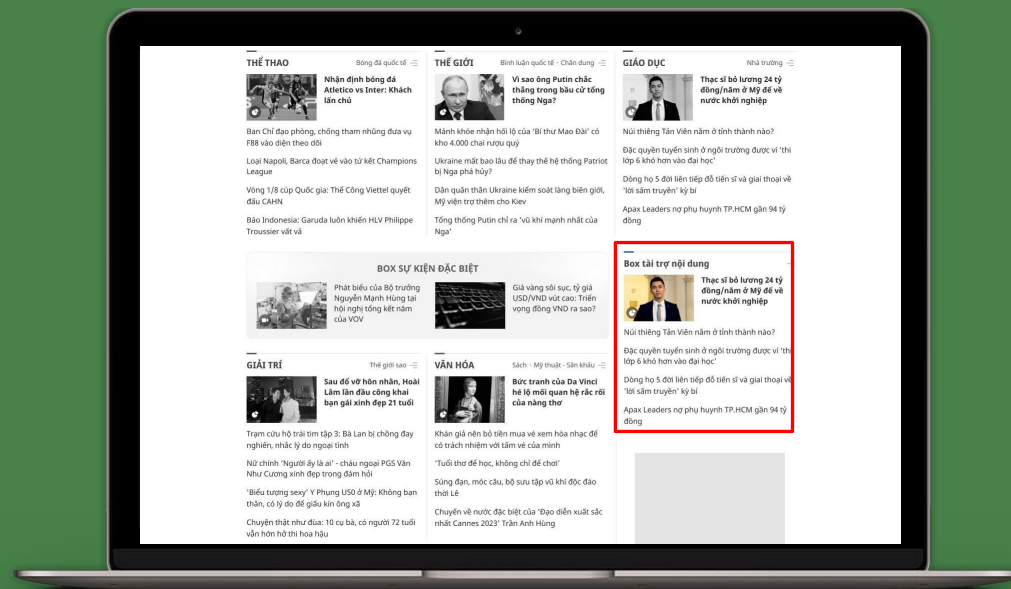 THỂ THAO
Bóng đá quốc tế
Nhận định bóng đá
Atletico vs Inter: Khách
lấn chủ
Ban Chỉ đạo phòng, chống tham nhũng đưa vụ
F88 vào diện theo dõi
Loại Napoli, Barca đoạt vé vào tứ kết Champions
League
Vòng 1/8 cúp Quốc gia: Thể Công Viettel quyết
đấu CAHN
Báo Indonesia: Garuda luôn khiến HLV Philippe
Troussier vất vả
THẾ GIỚI
Bình luận quốc tế · Chân dung
Vì sao ông Putin chắc
thắng trong bầu cử tổng
thống Nga?
Mánh khóe nhận hối lộ của 'Bí thư Mao Đài' có
kho 4.000 chai rượu quý
Ukraine mất bao lâu để thay thế hệ thống Patriot
bị Nga phá hủy?
Dân quân thân Ukraine kiểm soát làng biên giới,
Mỹ viện trợ thêm cho Kiev
Tổng thống Putin chỉ ra 'vũ khí mạnh nhất của
Nga'
GIÁO DỤC
Nhà trường
Thạc sĩ bỏ lương 24 tỷ
đồng/năm ở Mỹ để về
nước khởi nghiệp
Núi thiêng Tản Viên nằm ở tỉnh thành nào?
Đặc quyền tuyển sinh ở ngôi trường được ví 'thi
lớp 6 khó hơn vào đại học'
Dòng họ 5 đời liên tiếp đỗ tiến sĩ và giai thoại về
'lời sấm truyền' kỳ bí
Apax Leaders nợ phụ huynh TP.HCM gần 94 tỷ
đồng
BOX SỰ KIỆN ĐẶC BIỆT
Phát biểu của Bộ trưởng
Nguyễn Mạnh Hùng tại
hội nghị tổng kết năm
của VOV
Giá vàng sôi sục, tỷ giá
USD/VND vút cao: Triển
vọng đồng VND ra sao?
Box tài trợ nội dung
Thạc sĩ bỏ lương 24 tỷ
đồng/năm ở Mỹ để về
nước khởi nghiệp
Núi thiêng Tản Viên nằm ở tỉnh thành nào?
Đặc quyền tuyển sinh ở ngôi trường được ví 'thi
lớp 6 khó hơn vào đại học'
Dòng họ 5 đời liên tiếp đỗ tiến sĩ và giai thoại về
'lời sấm truyền' kỳ bí
Apax Leaders nợ phụ huynh TP.HCM gần 94 tỷ
đồng
GIẢI TRÍ
Thế giới sao
Sau đổ vỡ hôn nhân, Hoài
Lâm lần đầu công khai
bạn gái xinh đẹp 21 tuổi
Trạm cứu hộ trái tim tập 3: Bà Lan bị chồng đay
nghiến, nhắc lý do ngoại tình
Nữ chính 'Người ấy là ai' - cháu ngoại PGS Văn
Như Cương xinh đẹp trong đám hỏi
'Biểu tượng sexy' Y Phụng U50 ở Mỹ: Không bạn
thân, có lý do để giấu kín ông xã
Chuyện thật như đùa: 10 cụ bà, có người 72 tuổi
vẫn hớn hở thi hoa hậu
VĂN HÓA
Sách · Mỹ thuật - Sân khấu
Bức tranh của Da Vinci
hé lộ mối quan hệ rắc rối
của nàng thơ
Khán giả nên bỏ tiền mua vé xem hòa nhạc để
có trách nhiệm với tấm vé của mình
'Tuổi thơ để học, không chỉ để chơi'
Súng đạn, móc câu, bộ sưu tập vũ khí độc đáo
thời Lê
Chuyến về nước đặc biệt của 'Đạo diễn xuất sắc
nhất Cannes 2023' Trần Anh Hùng